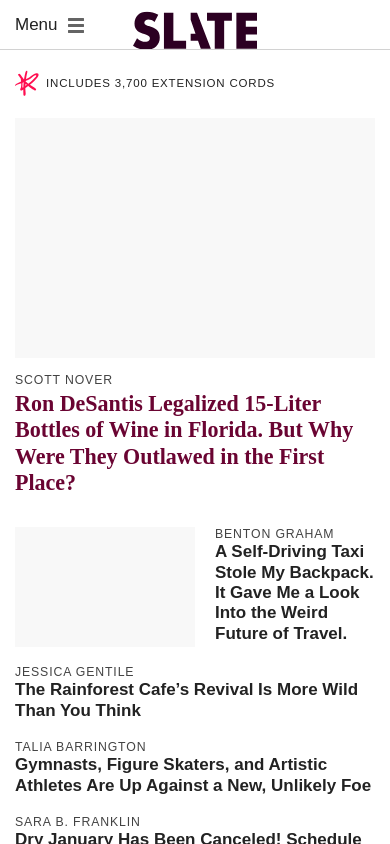 Menu
SLATE
INCLUDES 3,700 EXTENSION CORDS
SCOTT NOVER
Ron DeSantis Legalized 15-Liter
Bottles of Wine in Florida. But Why
Were They Outlawed in the First
Place?
BENTON GRAHAM
A Self-Driving Taxi
Stole My Backpack.
It Gave Me a Look
Into the Weird
Future of Travel.
JESSICA GENTILE
The Rainforest Cafe’s Revival Is More Wild
Than You Think
TALIA BARRINGTON
Gymnasts, Figure Skaters, and Artistic
Athletes Are Up Against a New, Unlikely Foe
SARA B. FRANKLIN
Dry January Has Been Canceled! Schedule